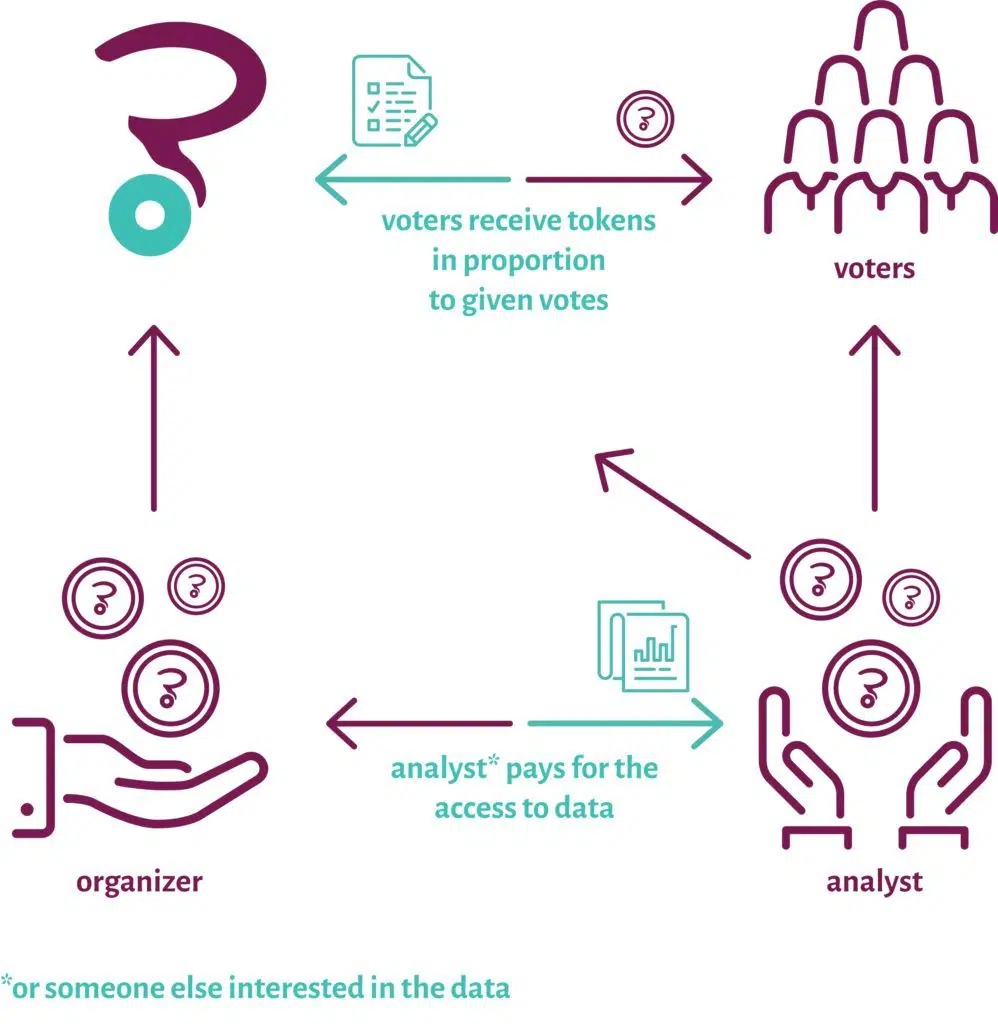 voters receive tokens
in proportion
to given votes
voters
analyst* pays for the
access to data
organizer
analyst
*or someone else interested in the data